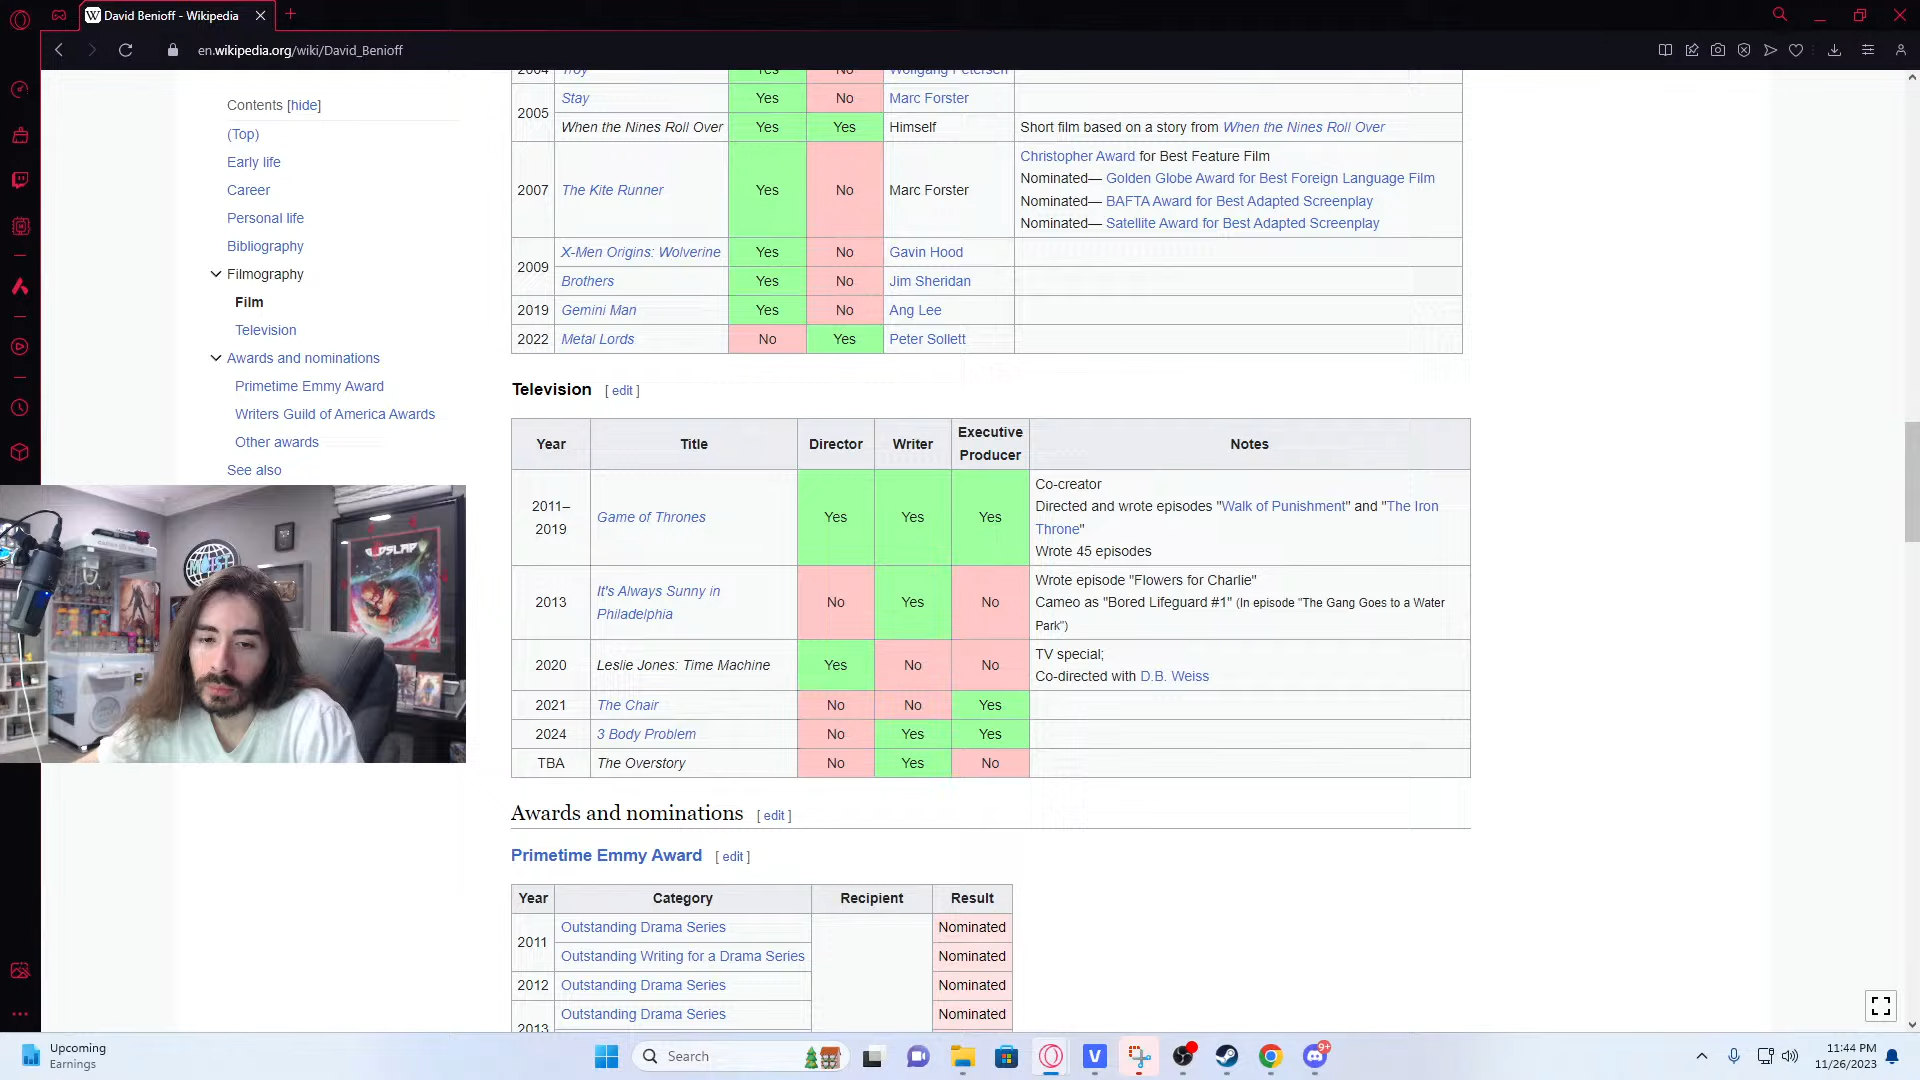 David Benioff - Wikipedia
en.wikipedia.org/wiki/David_Benioff
Contents [hide]
(Top)
Early life
Career
Personal life
Bibliography
Filmography
Film
Television
Awards and nominations
Primetime Emmy Award
Writers Guild of America Awards
Other awards
See also
2004 Troy Yes No Wolfgang Petersen
2005 Stay Yes No Marc Forster
When the Nines Roll Over Yes Yes Himself Short film based on a story from When the Nines Roll Over
2007 The Kite Runner Yes No Marc Forster
Christopher Award for Best Feature Film
Nominated— Golden Globe Award for Best Foreign Language Film
Nominated— BAFTA Award for Best Adapted Screenplay
Nominated— Satellite Award for Best Adapted Screenplay
2009 X-Men Origins: Wolverine Yes No Gavin Hood
Brothers Yes No Jim Sheridan
2019 Gemini Man Yes No Ang Lee
2022 Metal Lords No Yes Peter Sollett
Television [ edit ]
Year Title Director Writer Executive Producer Notes
2011–
2019
Game of Thrones Yes Yes Yes
Co-creator
Directed and wrote episodes "Walk of Punishment" and "The Iron
Throne"
Wrote 45 episodes
2013 It's Always Sunny in
Philadelphia
No Yes No
Wrote episode "Flowers for Charlie"
Cameo as "Bored Lifeguard #1" (In episode "The Gang Goes to a Water
Park")
2020 Leslie Jones: Time Machine Yes No No
TV special;
Co-directed with D.B. Weiss
2021 The Chair No No Yes
2024 3 Body Problem No Yes Yes
TBA The Overstory No Yes No
Awards and nominations [ edit ]
Primetime Emmy Award [ edit ]
Year Category Recipient Result
2011 Outstanding Drama Series Nominated
Outstanding Writing for a Drama Series Nominated
2012 Outstanding Drama Series Nominated
2013 Outstanding Drama Series Nominated
MOIST
GODSLAP
Upcoming
Earnings
Search
9+
11:44 PM
11/26/2023